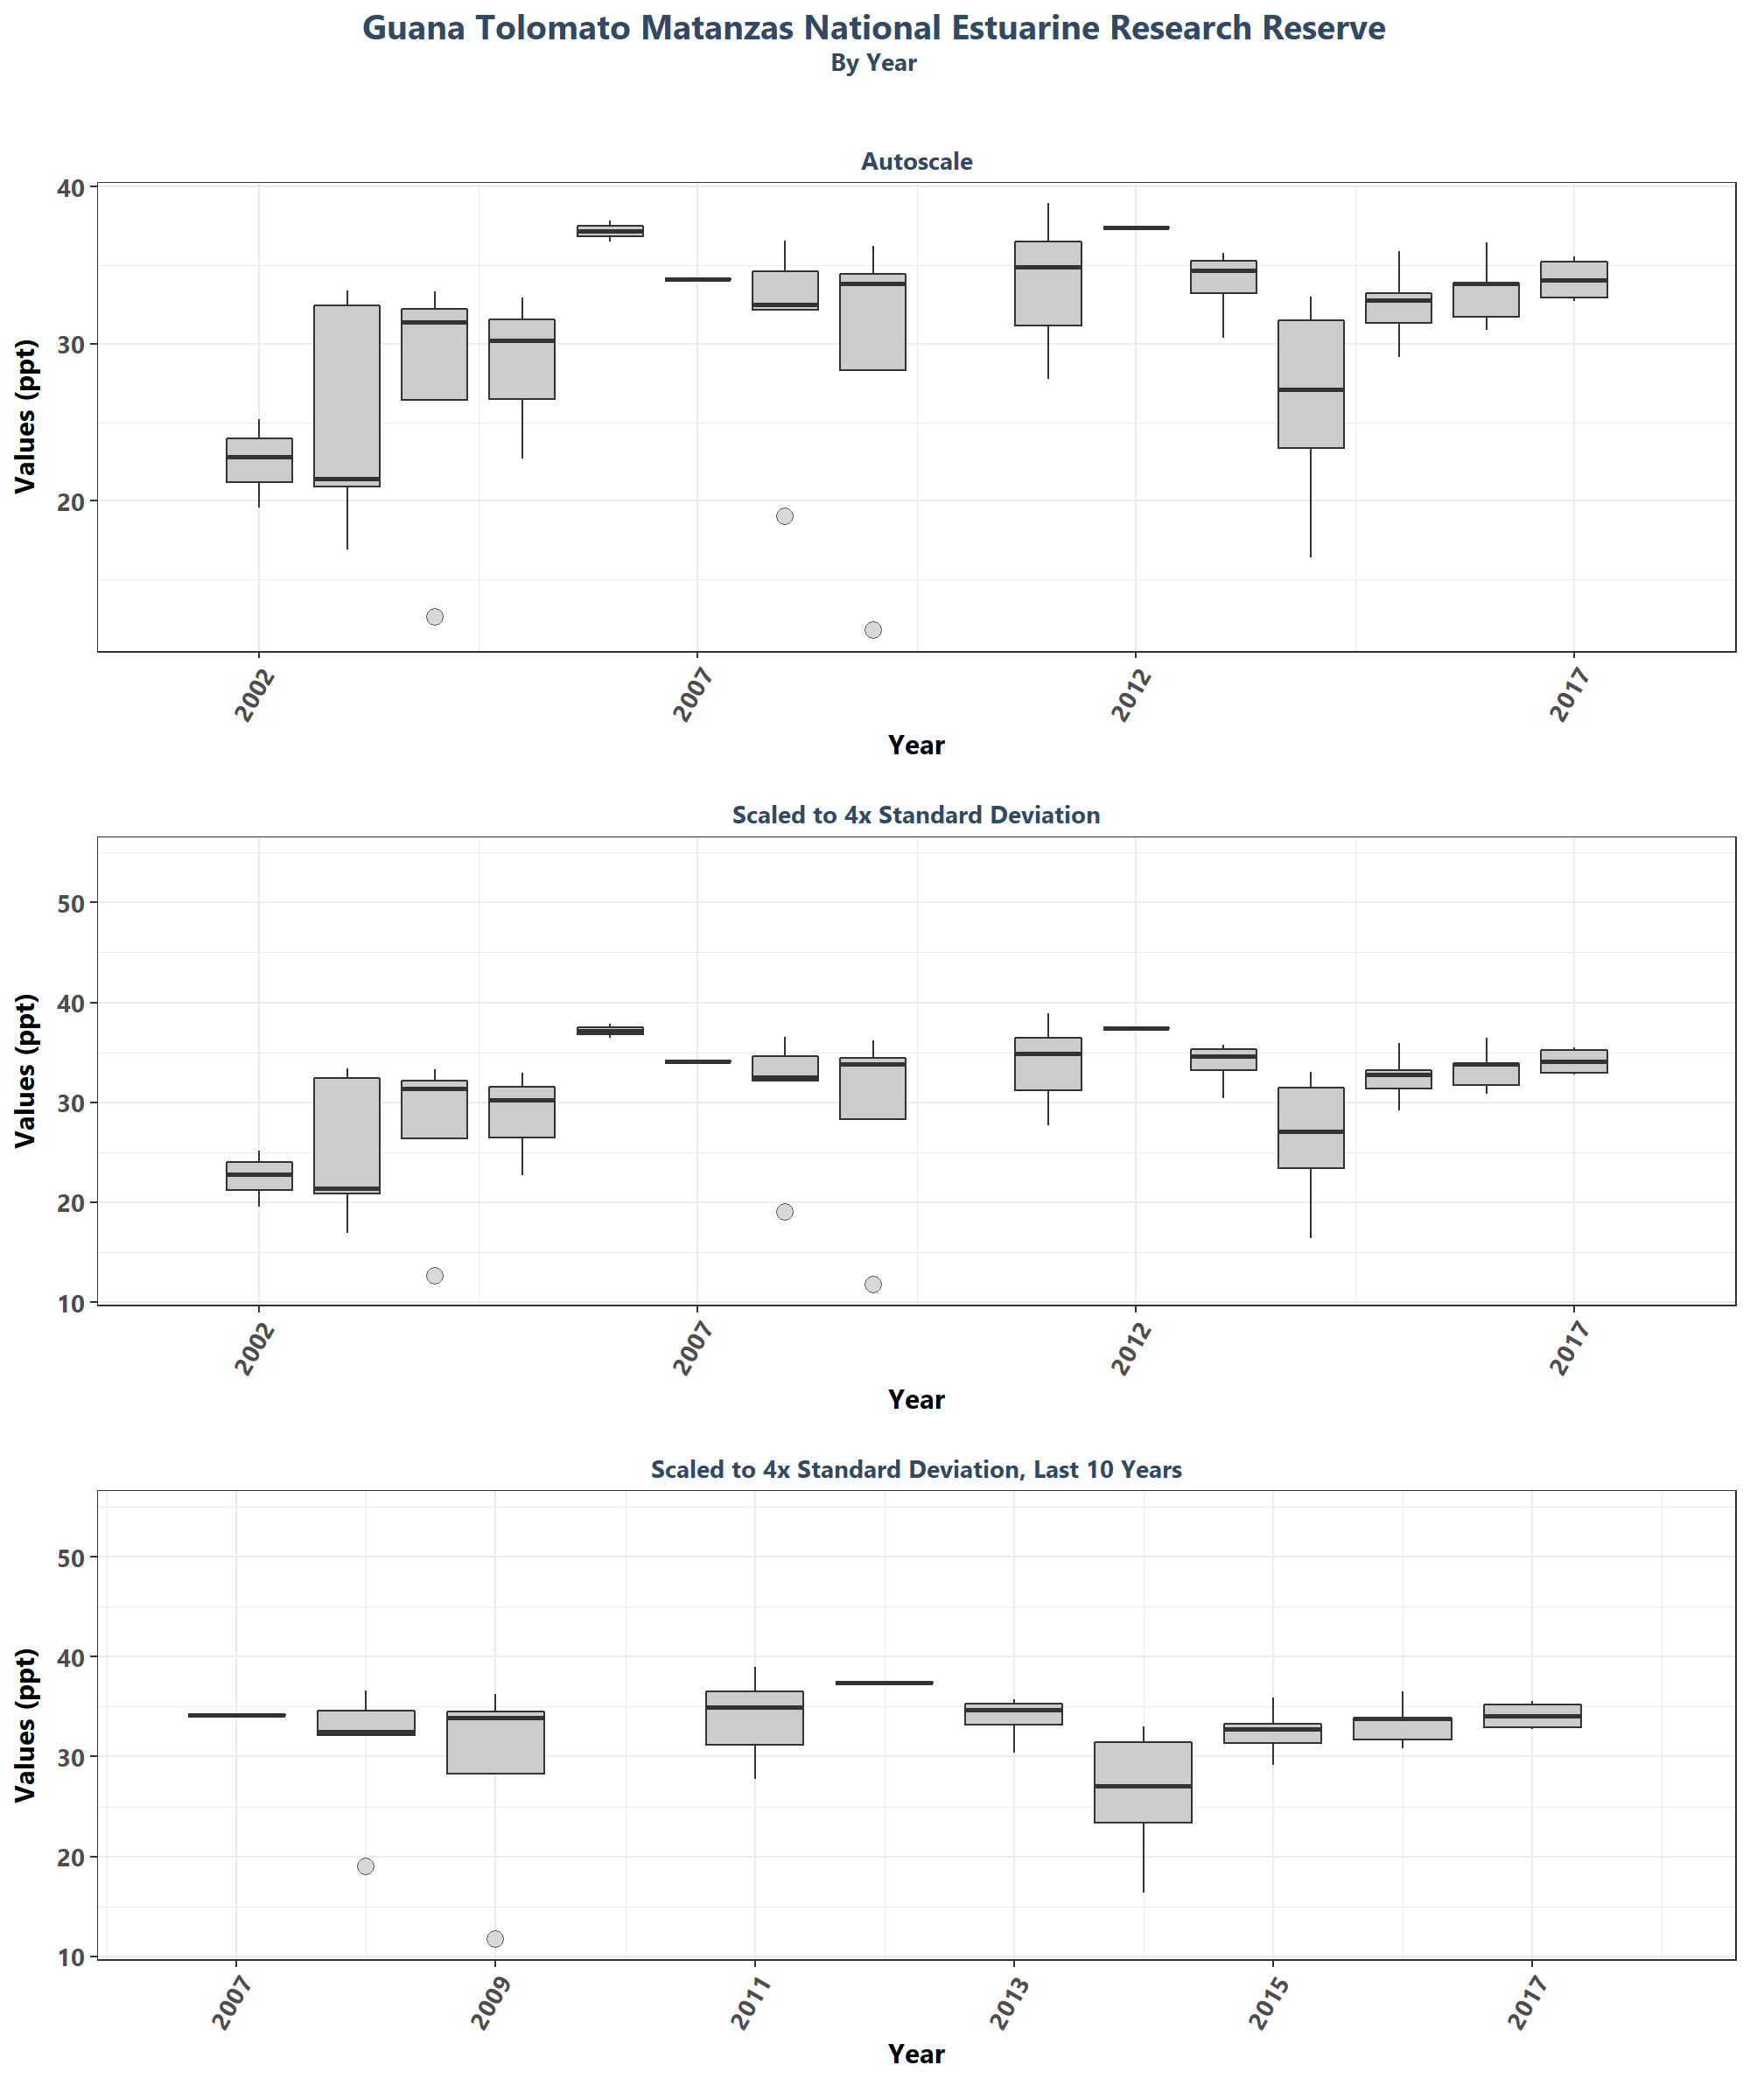 Guana Tolomato Matanzas National Estuarine Research Reserve
By Year
Autoscale
Values (ppt)
40
30
20
2002
2007
2012
2017
Year
Scaled to 4x Standard Deviation
Values (ppt)
50
40
30
20
10
2002
2007
2012
2017
Year
Scaled to 4x Standard Deviation, Last 10 Years
Values (ppt)
50
40
30
20
10
2007
2009
2011
2013
2015
2017
Year